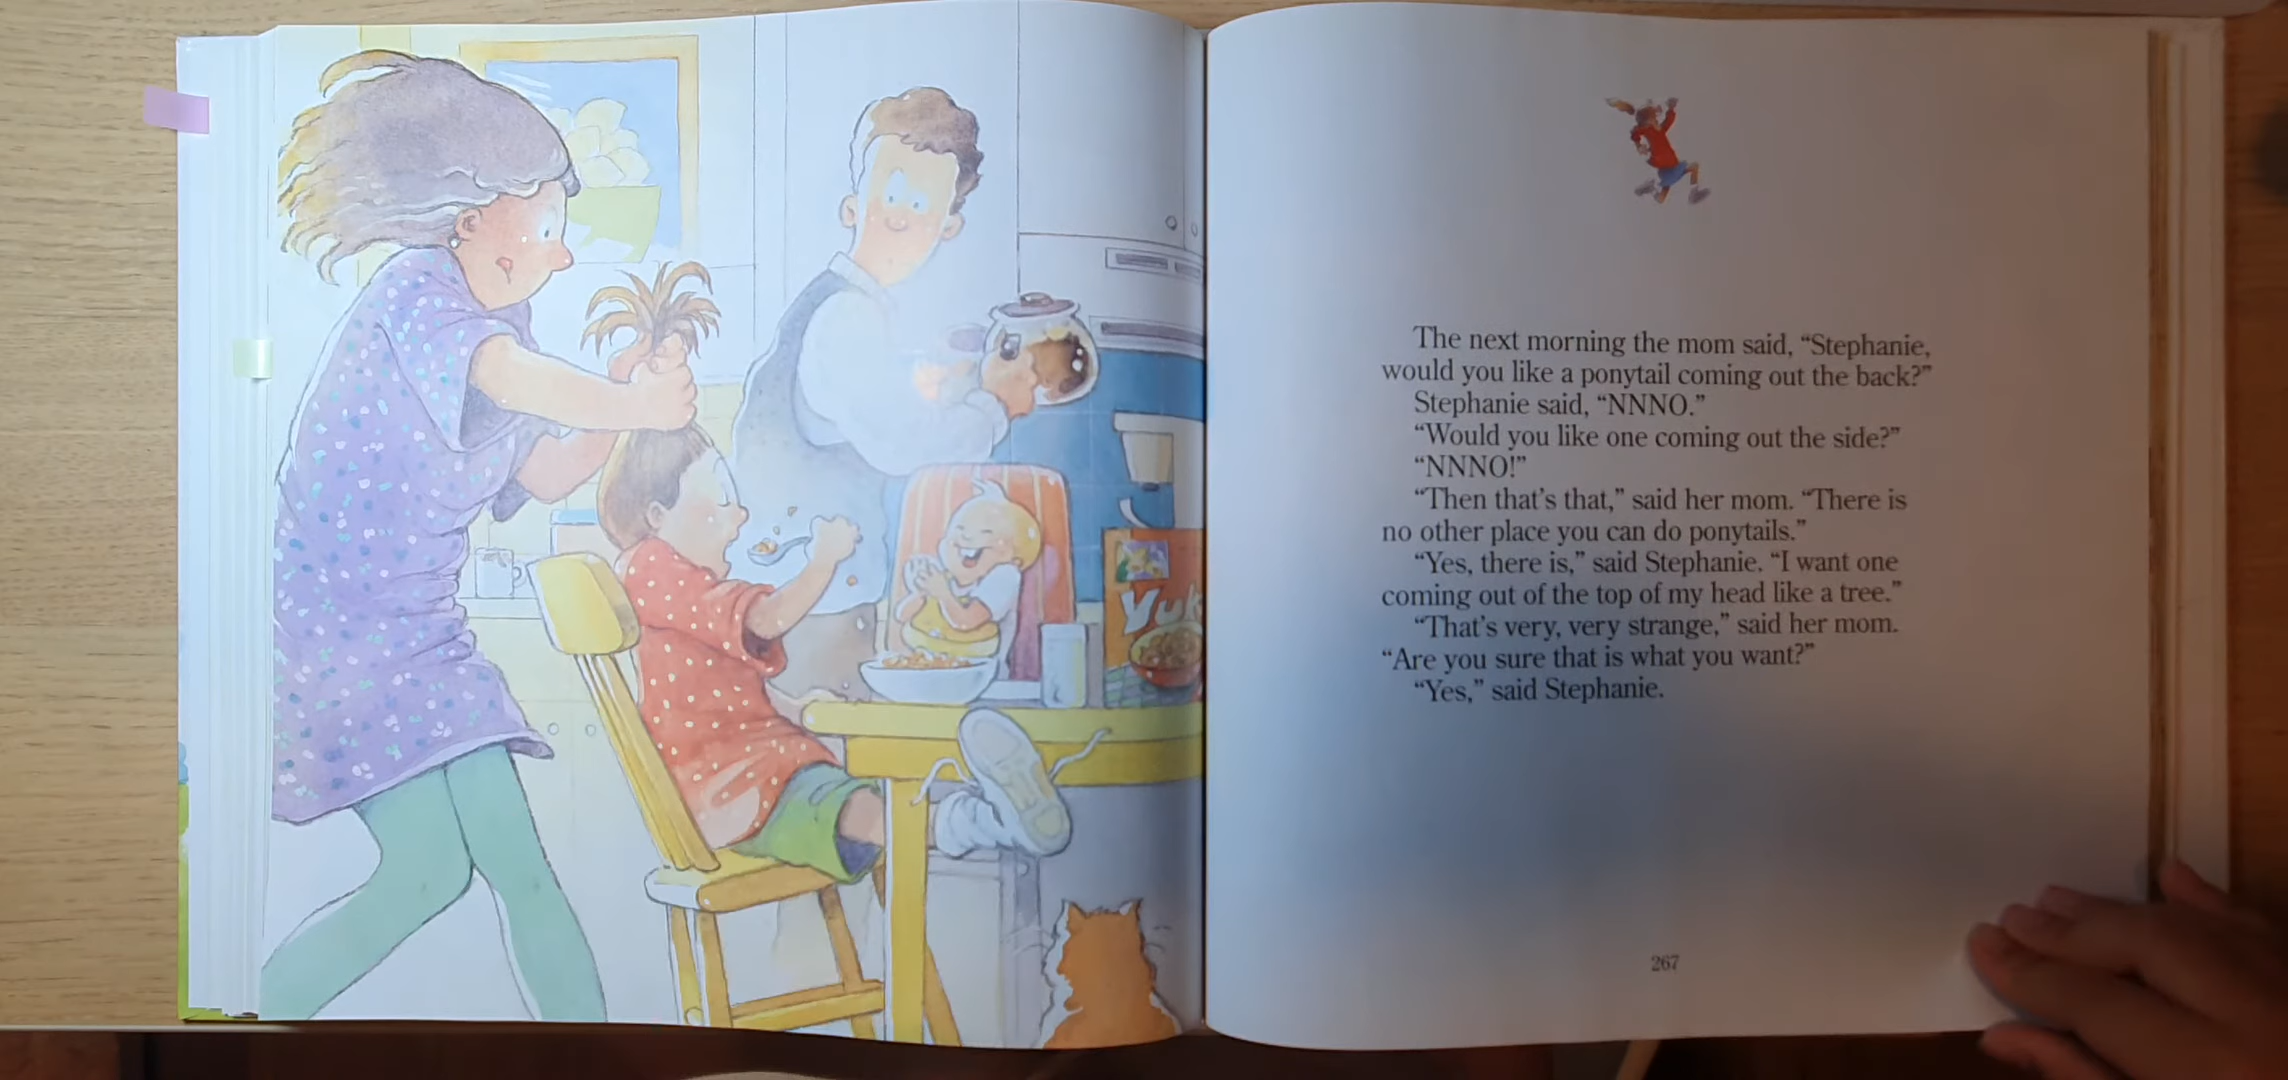 The next morning the mom said, “Stephanie,
would you like a ponytail coming out the back?”
Stephanie said, “NNNO.”
“Would you like one coming out the side?”
“NNNO!”
“Then that’s that,” said her mom. “There is
no other place you can do ponytails.”
“Yes, there is,” said Stephanie. “I want one
coming out of the top of my head like a tree.”
“That’s very, very strange,” said her mom.
“Are you sure that is what you want?”
“Yes,” said Stephanie.
267
Yuk